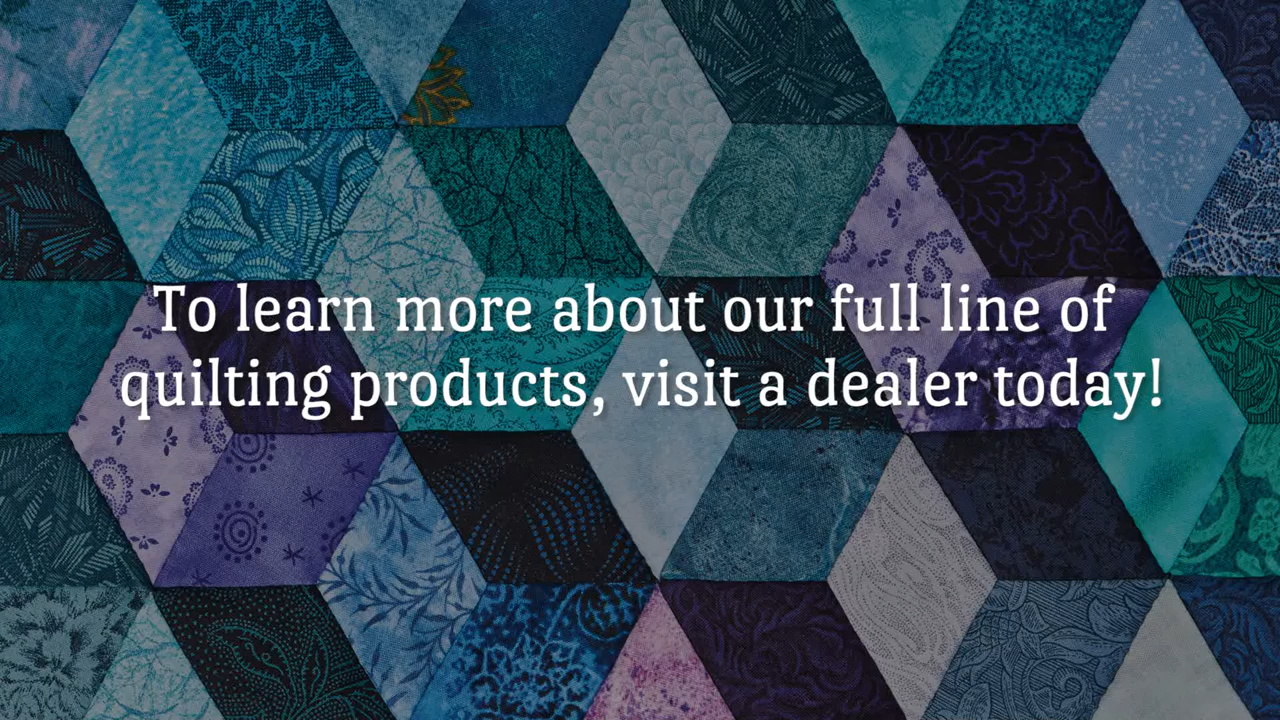 To learn more about our full line of
quilting products, visit a dealer today!